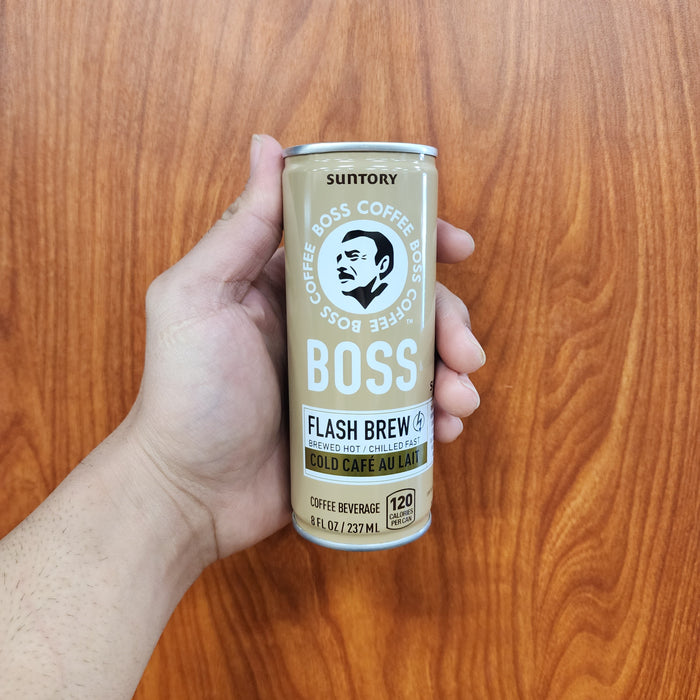 SUNTORY
BOSS COFFEE BOSS COFFEE BOSS COFFEE
TM
BOSS
FLASH BREW
BREWED HOT / CHILLED FAST
COLD CAFÉ AU LAIT
COFFEE BEVERAGE
8 FL OZ / 237 ML
120
CALORIES
PER CAN